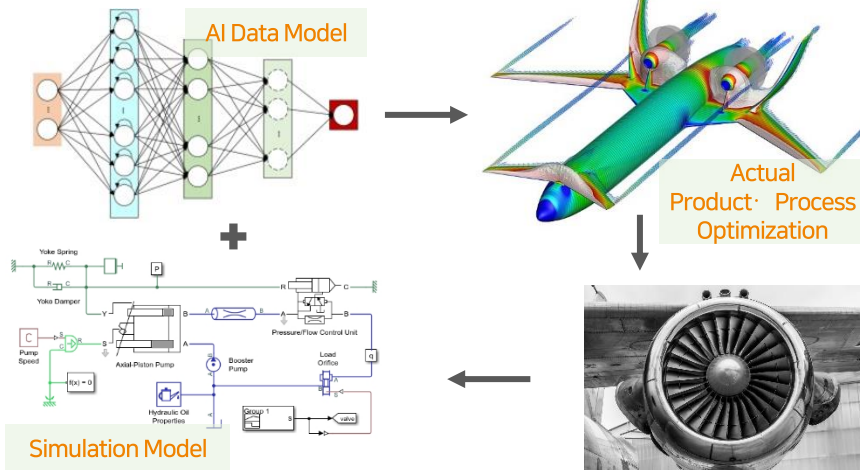 AI Data Model
Actual
Product· Process
Optimization
Yoke Spring
R C
P
R C
Yoke Damper
R C
Y B A B A B
Pressure/Flow Control Unit
C
S
C R
S A
Pump
Speed
Axial-Piston Pump
Booster
Pump
Load
Orifice
q
f(x) = 0
B
A
A
B
Hydraulic Oil
Properties
A
Group 1
s
valve
Simulation Model